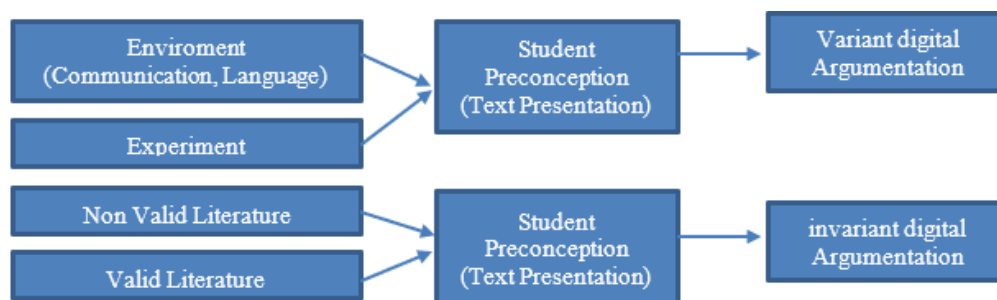 Enviroment
(Communication, Language)
Experiment
Student
Preconception
(Text Presentation)
Variant digital
Argumentation
Non Valid Literature
Valid Literature
Student
Preconception
(Text Presentation)
invariant digital
Argumentation